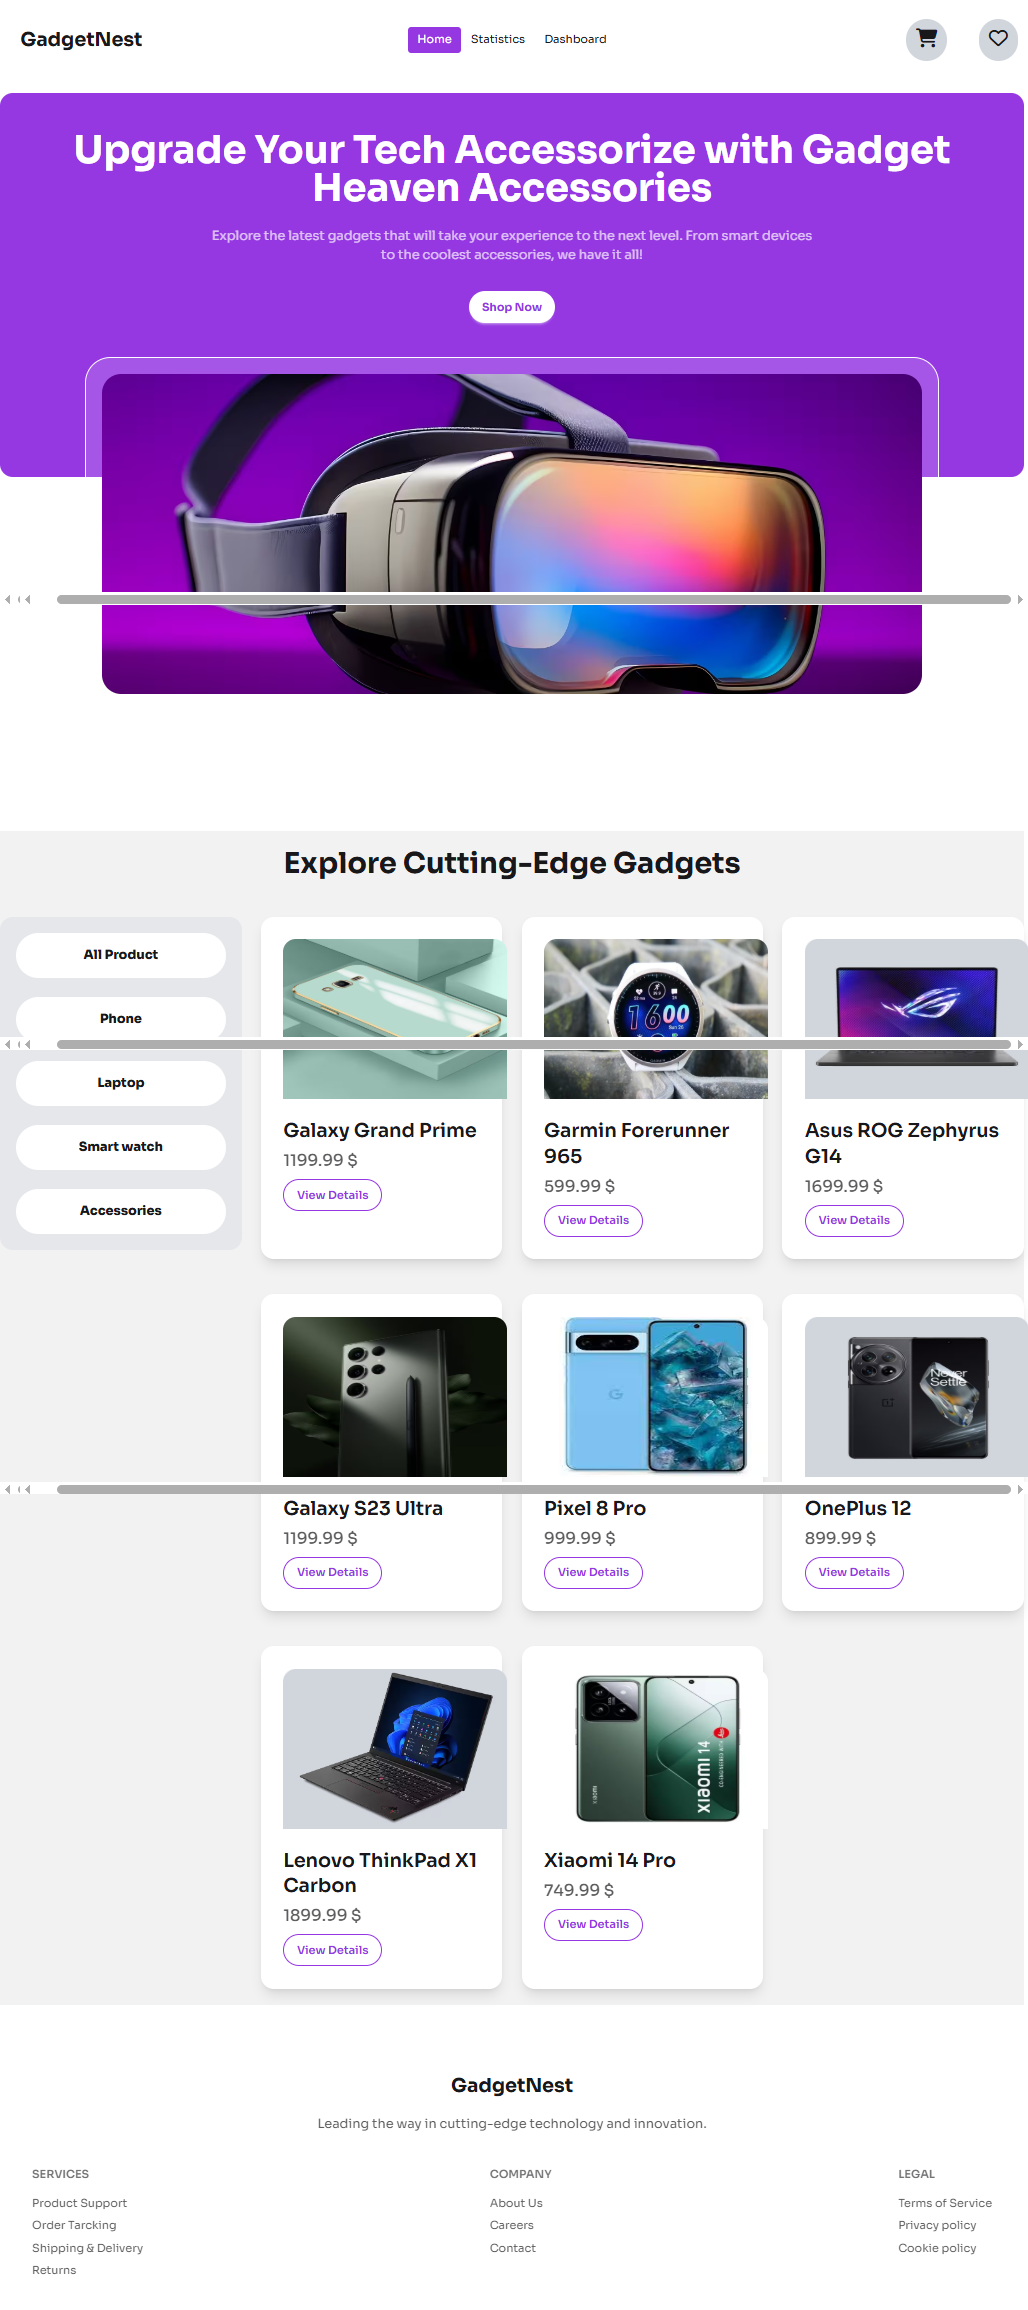 GadgetNest
Home Statistics Dashboard
Upgrade Your Tech Accessorize with Gadget
Heaven Accessories
Explore the latest gadgets that will take your experience to the next level. From smart devices
to the coolest accessories, we have it all!
Shop Now
Explore Cutting-Edge Gadgets
All Product
Phone
Laptop
Smart watch
Accessories
1600
Galaxy Grand Prime
1199.99 $
View Details
Garmin Forerunner
965
599.99 $
View Details
Asus ROG Zephyrus
G14
1699.99 $
View Details
Never
Settle
Galaxy S23 Ultra
1199.99 $
View Details
Pixel 8 Pro
999.99 $
View Details
OnePlus 12
899.99 $
View Details
xiaomi 14
Lenovo ThinkPad X1
Carbon
1899.99 $
View Details
Xiaomi 14 Pro
749.99 $
View Details
GadgetNest
Leading the way in cutting-edge technology and innovation.
SERVICES
Product Support
Order Tarcking
Shipping & Delivery
Returns
COMPANY
About Us
Careers
Contact
LEGAL
Terms of Service
Privacy policy
Cookie policy